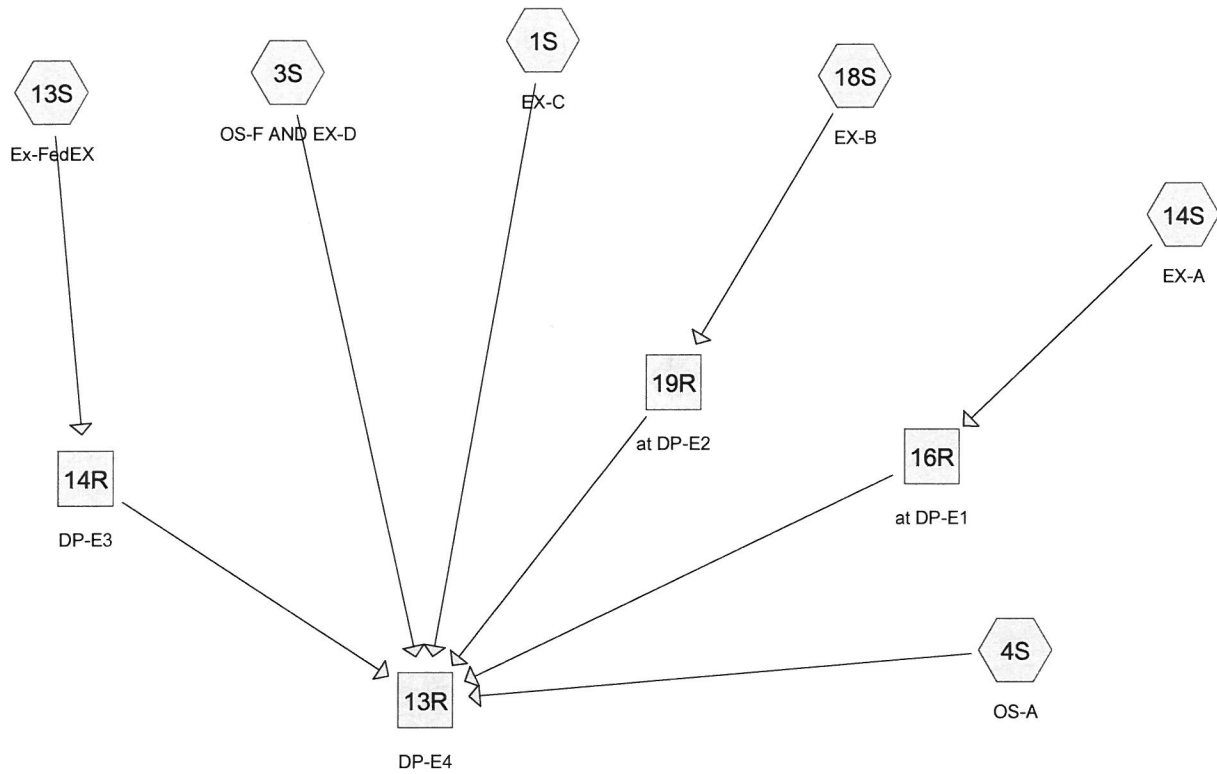 1S
EX-C
3S
OS-F AND EX-D
18S
EX-B
13S
Ex-FedEX
14S
EX-A
19R
at DP-E2
16R
at DP-E1
14R
DP-E3
4S
OS-A
13R
DP-E4